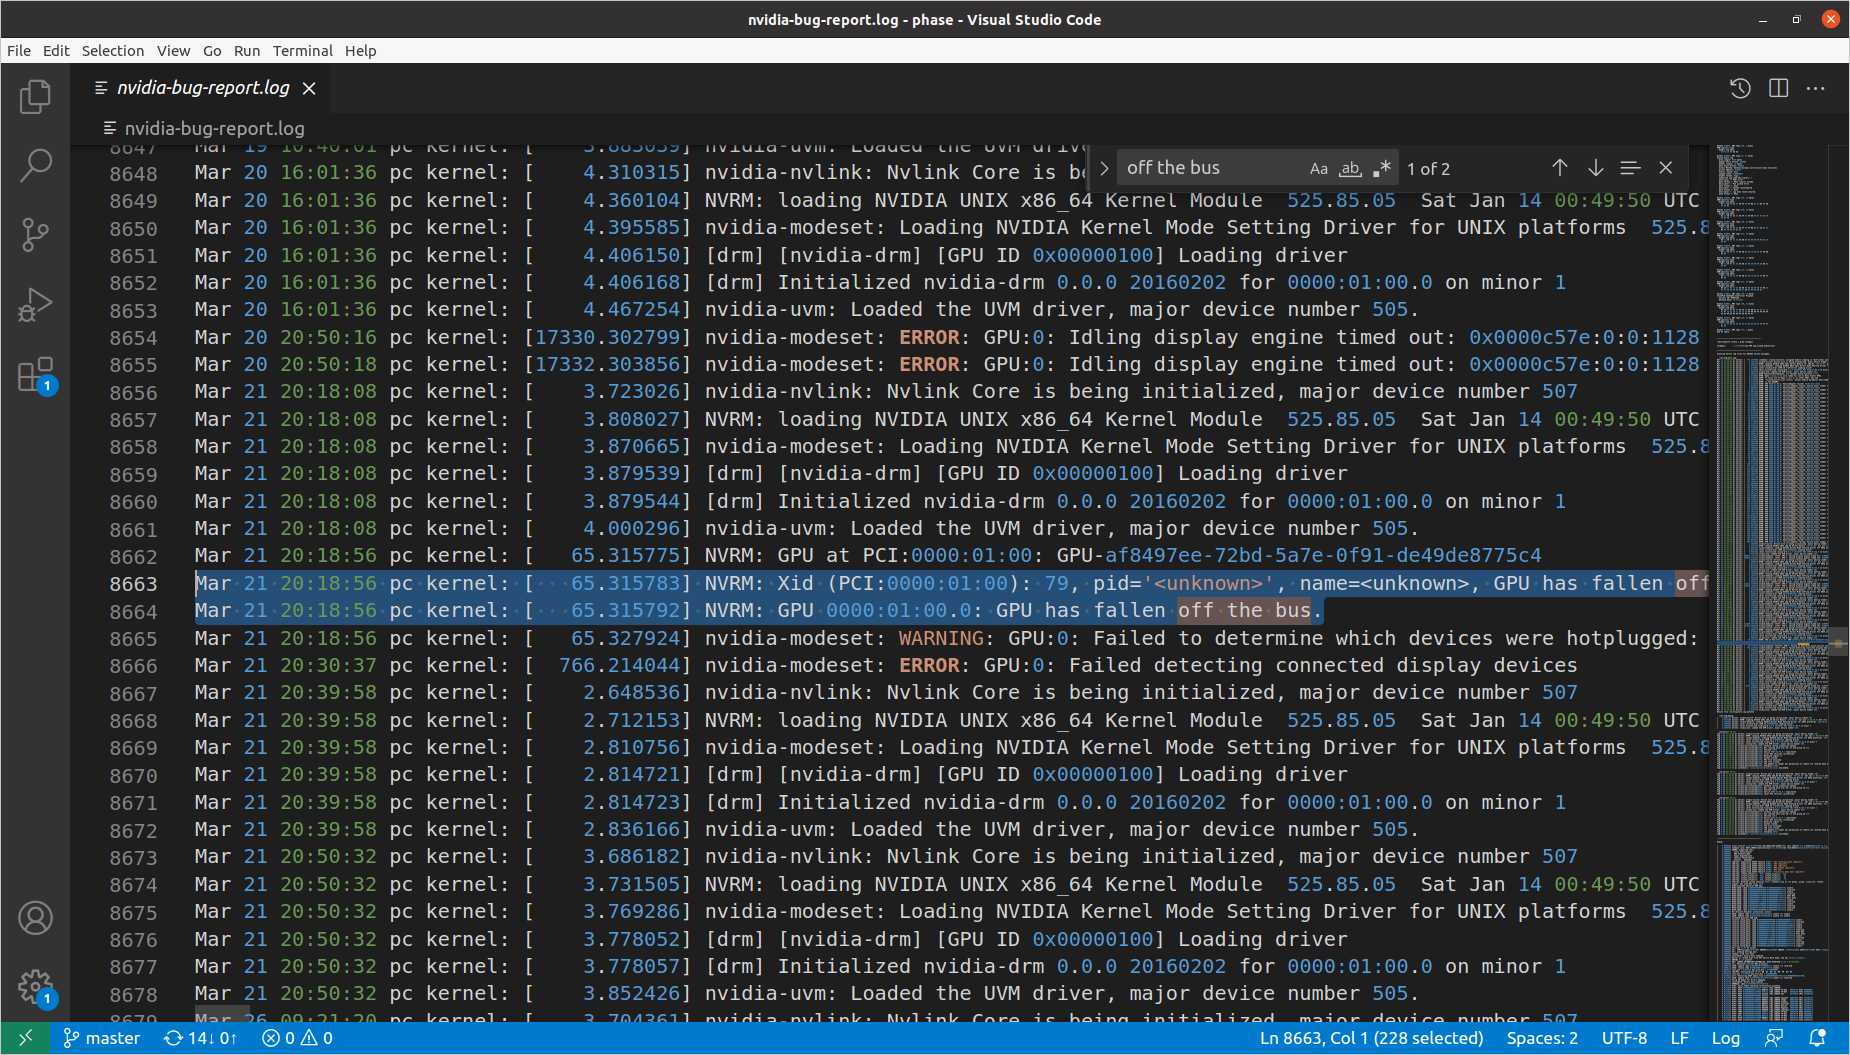 nvidia-bug-report.log - phase - Visual Studio Code
File Edit Selection View Go Run Terminal Help
nvidia-bug-report.log
nvidia-bug-report.log
off the bus Aa ab .* 1 of 2
8647 Mar 19 10:40:01 pc kernel: [ 3.883039] nvidia-uvm: Loaded the UVM driv
8648 Mar 20 16:01:36 pc kernel: [ 4.310315] nvidia-nvlink: Nvlink Core is be
8649 Mar 20 16:01:36 pc kernel: [ 4.360104] NVRM: loading NVIDIA UNIX x86_64 Kernel Module 525.85.05 Sat Jan 14 00:49:50 UTC
8650 Mar 20 16:01:36 pc kernel: [ 4.395585] nvidia-modeset: Loading NVIDIA Kernel Mode Setting Driver for UNIX platforms 525.8
8651 Mar 20 16:01:36 pc kernel: [ 4.406150] [drm] [nvidia-drm] [GPU ID 0x00000100] Loading driver
8652 Mar 20 16:01:36 pc kernel: [ 4.406168] [drm] Initialized nvidia-drm 0.0.0 20160202 for 0000:01:00.0 on minor 1
8653 Mar 20 16:01:36 pc kernel: [ 4.467254] nvidia-uvm: Loaded the UVM driver, major device number 505.
8654 Mar 20 20:50:16 pc kernel: [17330.302799] nvidia-modeset: ERROR: GPU:0: Idling display engine timed out: 0x0000c57e:0:0:1128
8655 Mar 20 20:50:18 pc kernel: [17332.303856] nvidia-modeset: ERROR: GPU:0: Idling display engine timed out: 0x0000c57e:0:0:1128
8656 Mar 21 20:18:08 pc kernel: [ 3.723026] nvidia-nvlink: Nvlink Core is being initialized, major device number 507
8657 Mar 21 20:18:08 pc kernel: [ 3.808027] NVRM: loading NVIDIA UNIX x86_64 Kernel Module 525.85.05 Sat Jan 14 00:49:50 UTC
8658 Mar 21 20:18:08 pc kernel: [ 3.870665] nvidia-modeset: Loading NVIDIA Kernel Mode Setting Driver for UNIX platforms 525.8
8659 Mar 21 20:18:08 pc kernel: [ 3.879539] [drm] [nvidia-drm] [GPU ID 0x00000100] Loading driver
8660 Mar 21 20:18:08 pc kernel: [ 3.879544] [drm] Initialized nvidia-drm 0.0.0 20160202 for 0000:01:00.0 on minor 1
8661 Mar 21 20:18:08 pc kernel: [ 4.000296] nvidia-uvm: Loaded the UVM driver, major device number 505.
8662 Mar 21 20:18:56 pc kernel: [ 65.315775] NVRM: GPU at PCI:0000:01:00: GPU-af8497ee-72bd-5a7e-0f91-de49de8775c4
8663 Mar 21 20:18:56 pc kernel: [ 65.315783] NVRM: Xid (PCI:0000:01:00): 79, pid='<unknown>', name=<unknown>, GPU has fallen off
8664 Mar 21 20:18:56 pc kernel: [ 65.315792] NVRM: GPU 0000:01:00.0: GPU has fallen off the bus.
8665 Mar 21 20:18:56 pc kernel: [ 65.327924] nvidia-modeset: WARNING: GPU:0: Failed to determine which devices were hotplugged:
8666 Mar 21 20:30:37 pc kernel: [ 766.214044] nvidia-modeset: ERROR: GPU:0: Failed detecting connected display devices
8667 Mar 21 20:39:58 pc kernel: [ 2.648536] nvidia-nvlink: Nvlink Core is being initialized, major device number 507
8668 Mar 21 20:39:58 pc kernel: [ 2.712153] NVRM: loading NVIDIA UNIX x86_64 Kernel Module 525.85.05 Sat Jan 14 00:49:50 UTC
8669 Mar 21 20:39:58 pc kernel: [ 2.810756] nvidia-modeset: Loading NVIDIA Kernel Mode Setting Driver for UNIX platforms 525.8
8670 Mar 21 20:39:58 pc kernel: [ 2.814721] [drm] [nvidia-drm] [GPU ID 0x00000100] Loading driver
8671 Mar 21 20:39:58 pc kernel: [ 2.814723] [drm] Initialized nvidia-drm 0.0.0 20160202 for 0000:01:00.0 on minor 1
8672 Mar 21 20:39:58 pc kernel: [ 2.836166] nvidia-uvm: Loaded the UVM driver, major device number 505.
8673 Mar 21 20:50:32 pc kernel: [ 3.686182] nvidia-nvlink: Nvlink Core is being initialized, major device number 507
8674 Mar 21 20:50:32 pc kernel: [ 3.731505] NVRM: loading NVIDIA UNIX x86_64 Kernel Module 525.85.05 Sat Jan 14 00:49:50 UTC
8675 Mar 21 20:50:32 pc kernel: [ 3.769286] nvidia-modeset: Loading NVIDIA Kernel Mode Setting Driver for UNIX platforms 525.8
8676 Mar 21 20:50:32 pc kernel: [ 3.778052] [drm] [nvidia-drm] [GPU ID 0x00000100] Loading driver
8677 Mar 21 20:50:32 pc kernel: [ 3.778057] [drm] Initialized nvidia-drm 0.0.0 20160202 for 0000:01:00.0 on minor 1
8678 Mar 21 20:50:32 pc kernel: [ 3.852426] nvidia-uvm: Loaded the UVM driver, major device number 505.
8679 Mar 26 09:21:20 pc kernel: [ 3.704361] nvidia-nvlink: Nvlink Core is being initialized, major device number 507
1
1
master 14↓ 0↑ 0 0 Ln 8663, Col 1 (228 selected) Spaces: 2 UTF-8 LF Log